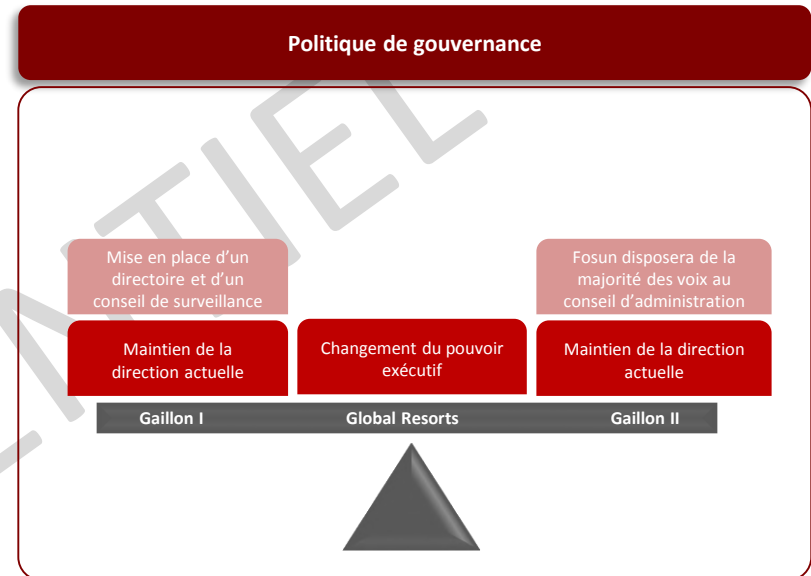 Politique de gouvernance
Mise en place d'un
directoire et d'un
conseil de surveillance
Fosun disposera de la
majorité des voix au
conseil d'administration
Maintien de la
direction actuelle
Changement du pouvoir
exécutif
Maintien de la direction
actuelle
Gaillon I
Global Resorts
Gaillon II
ENTIEL